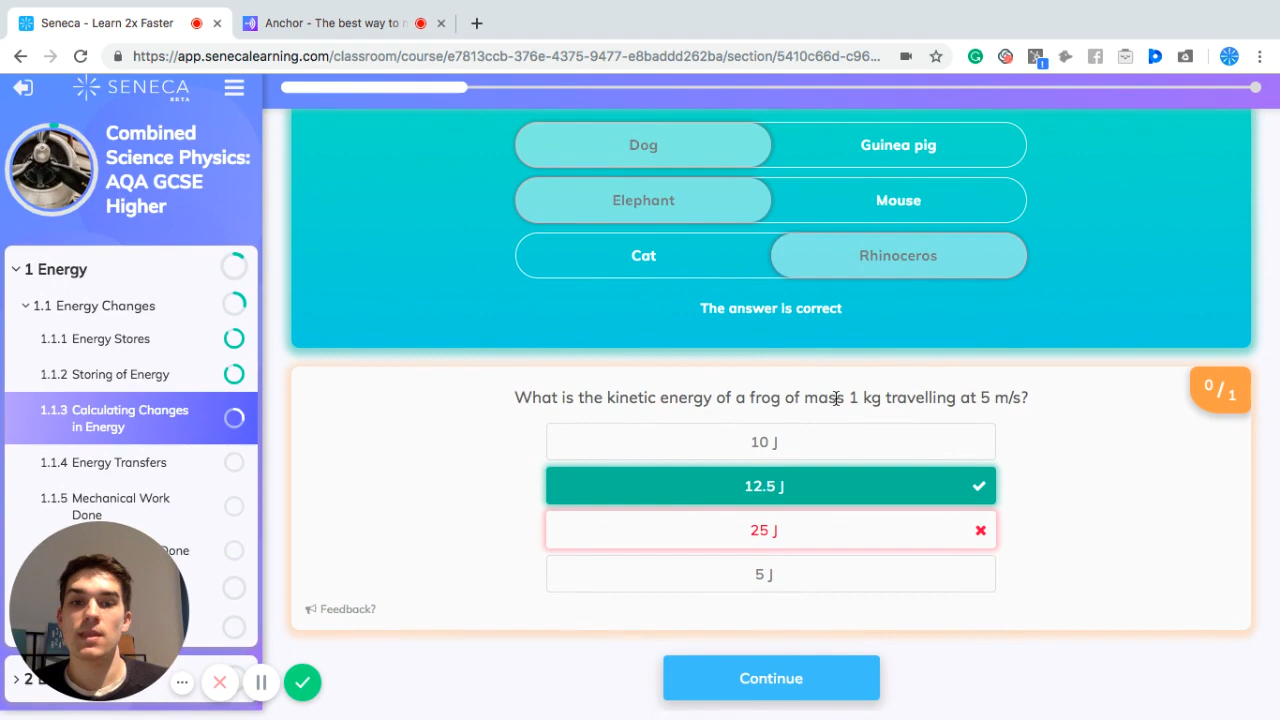 Seneca - Learn 2x Faster
Anchor - The best way to
https://app.senecalearning.com/classroom/course/e7813ccb-376e-4375-9477-e8baddd262ba/section/5410c66d-c96...
SENECA
BETA
Combined
Science Physics:
AQA GCSE
Higher
1 Energy
1.1 Energy Changes
1.1.1 Energy Stores
1.1.2 Storing of Energy
1.1.3 Calculating Changes
in Energy
1.1.4 Energy Transfers
1.1.5 Mechanical Work
Done
Done
2
Dog
Guinea pig
Elephant
Mouse
Cat
Rhinoceros
The answer is correct
What is the kinetic energy of a frog of mass 1 kg travelling at 5 m/s?
0/1
10 J
12.5 J
25 J
5 J
Feedback?
Continue